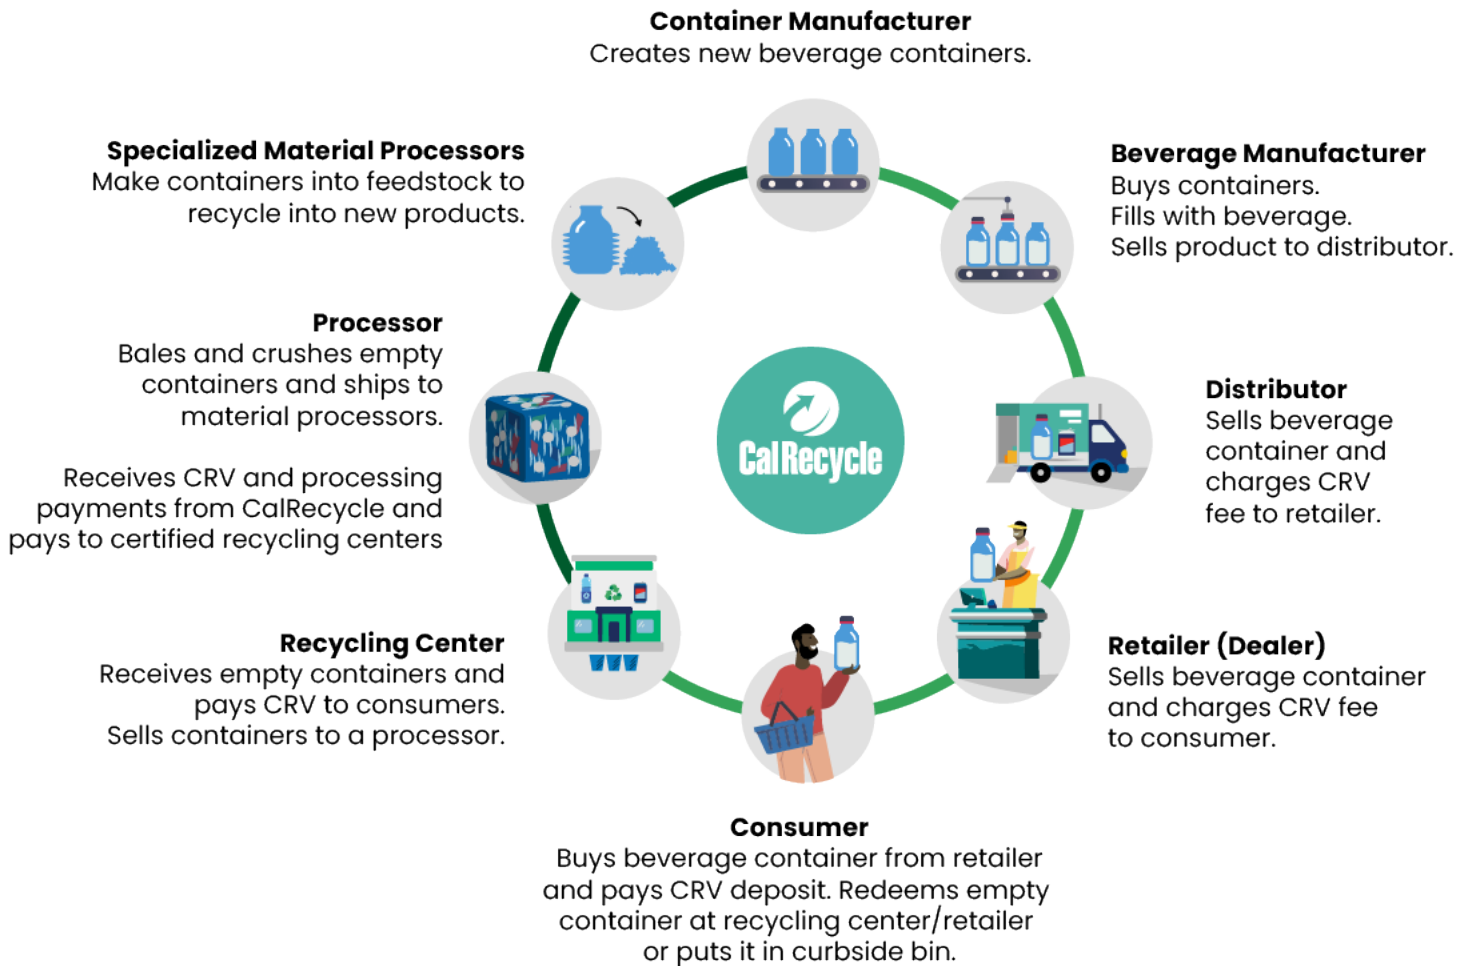 Container Manufacturer
Creates new beverage containers.
Beverage Manufacturer
Buys containers.
Fills with beverage.
Sells product to distributor.
Distributor
Sells beverage
container and
charges CRV
fee to retailer.
Retailer (Dealer)
Sells beverage container
and charges CRV fee
to consumer.
Consumer
Buys beverage container from retailer
and pays CRV deposit. Redeems empty
container at recycling center/retailer
or puts it in curbside bin.
Recycling Center
Receives empty containers and
pays CRV to consumers.
Sells containers to a processor.
Processor
Bales and crushes empty
containers and ships to
material processors.
Receives CRV and processing
payments from CalRecycle and
pays to certified recycling centers
Specialized Material Processors
Make containers into feedstock to
recycle into new products.
CalRecycle